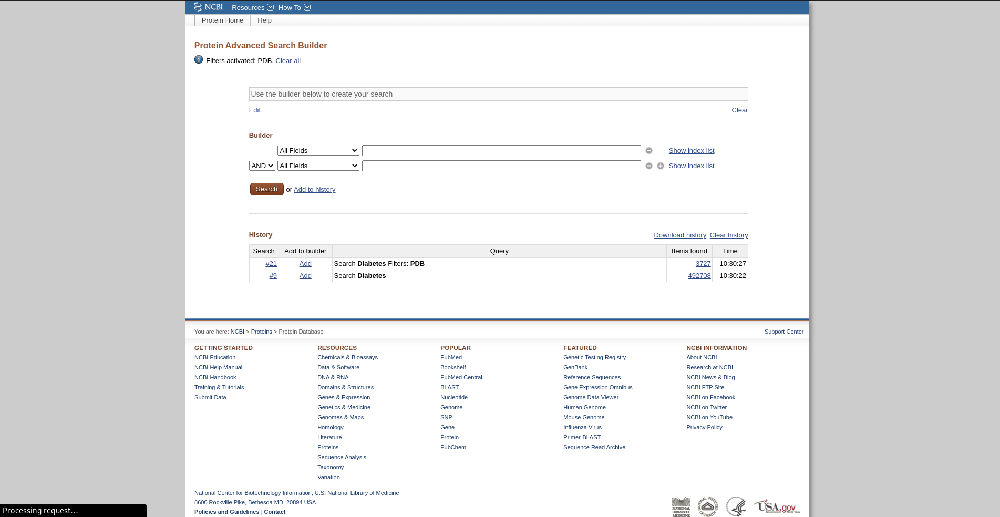 NCBI Resources How To
Protein Home Help
Protein Advanced Search Builder
Filters activated: PDB. Clear all
Use the builder below to create your search
Edit Clear
Builder
All Fields Show index list
AND All Fields Show index list
Search or Add to history
History Download history Clear history
Search Add to builder Query Items found Time
#21 Add Search Diabetes Filters: PDB 3727 10:30:27
#9 Add Search Diabetes 492708 10:30:22
You are here: NCBI > Proteins > Protein Database Support Center
GETTING STARTED
NCBI Education
NCBI Help Manual
NCBI Handbook
Training & Tutorials
Submit Data
RESOURCES
Chemicals & Bioassays
Data & Software
DNA & RNA
Domains & Structures
Genes & Expression
Genetics & Medicine
Genomes & Maps
Homology
Literature
Proteins
Sequence Analysis
Taxonomy
Variation
POPULAR
PubMed
Bookshelf
PubMed Central
BLAST
Nucleotide
Genome
SNP
Gene
Protein
PubChem
FEATURED
Genetic Testing Registry
GenBank
Reference Sequences
Gene Expression Omnibus
Genome Data Viewer
Human Genome
Mouse Genome
Influenza Virus
Primer-BLAST
Sequence Read Archive
NCBI INFORMATION
About NCBI
Research at NCBI
NCBI News & Blog
NCBI FTP Site
NCBI on Facebook
NCBI on Twitter
NCBI on YouTube
Privacy Policy
National Center for Biotechnology Information, U.S. National Library of Medicine
8600 Rockville Pike, Bethesda MD, 20894 USA
Policies and Guidelines | Contact
NATIONAL
LIBRARY OF
MEDICINE
NATIONAL INSTITUTES
OF HEALTH
USA.gov
Government Made Easy
Processing request...